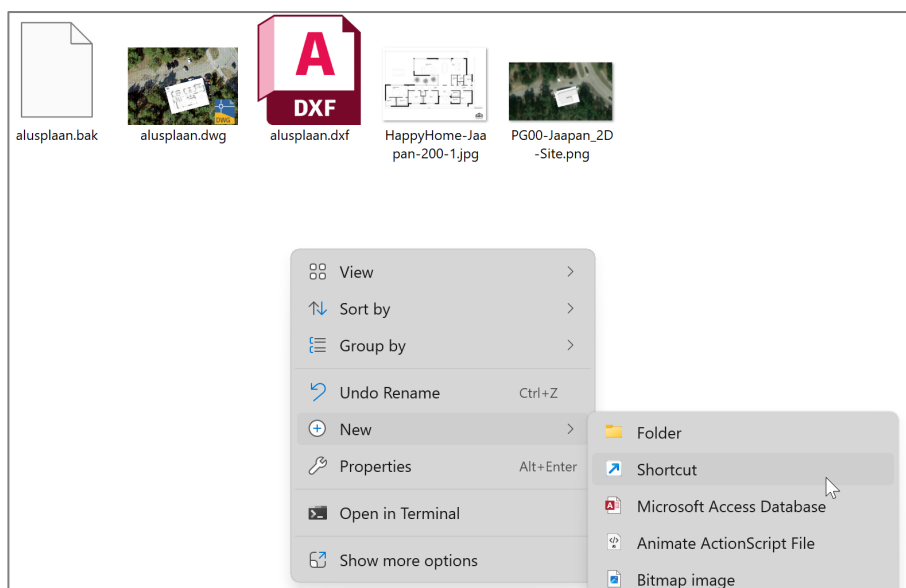 A
DXF
DWG
alusplaan.bak
alusplaan.dwg
alusplaan.dxf
HappyHome-Jaa
pan-200-1.jpg
PG00-Jaapan_2D
-Site.png
View
Sort by
Group by
Undo Rename Ctrl+Z
New
Properties Alt+Enter
Open in Terminal
Show more options
Folder
Shortcut
Microsoft Access Database
Animate ActionScript File
Bitmap image